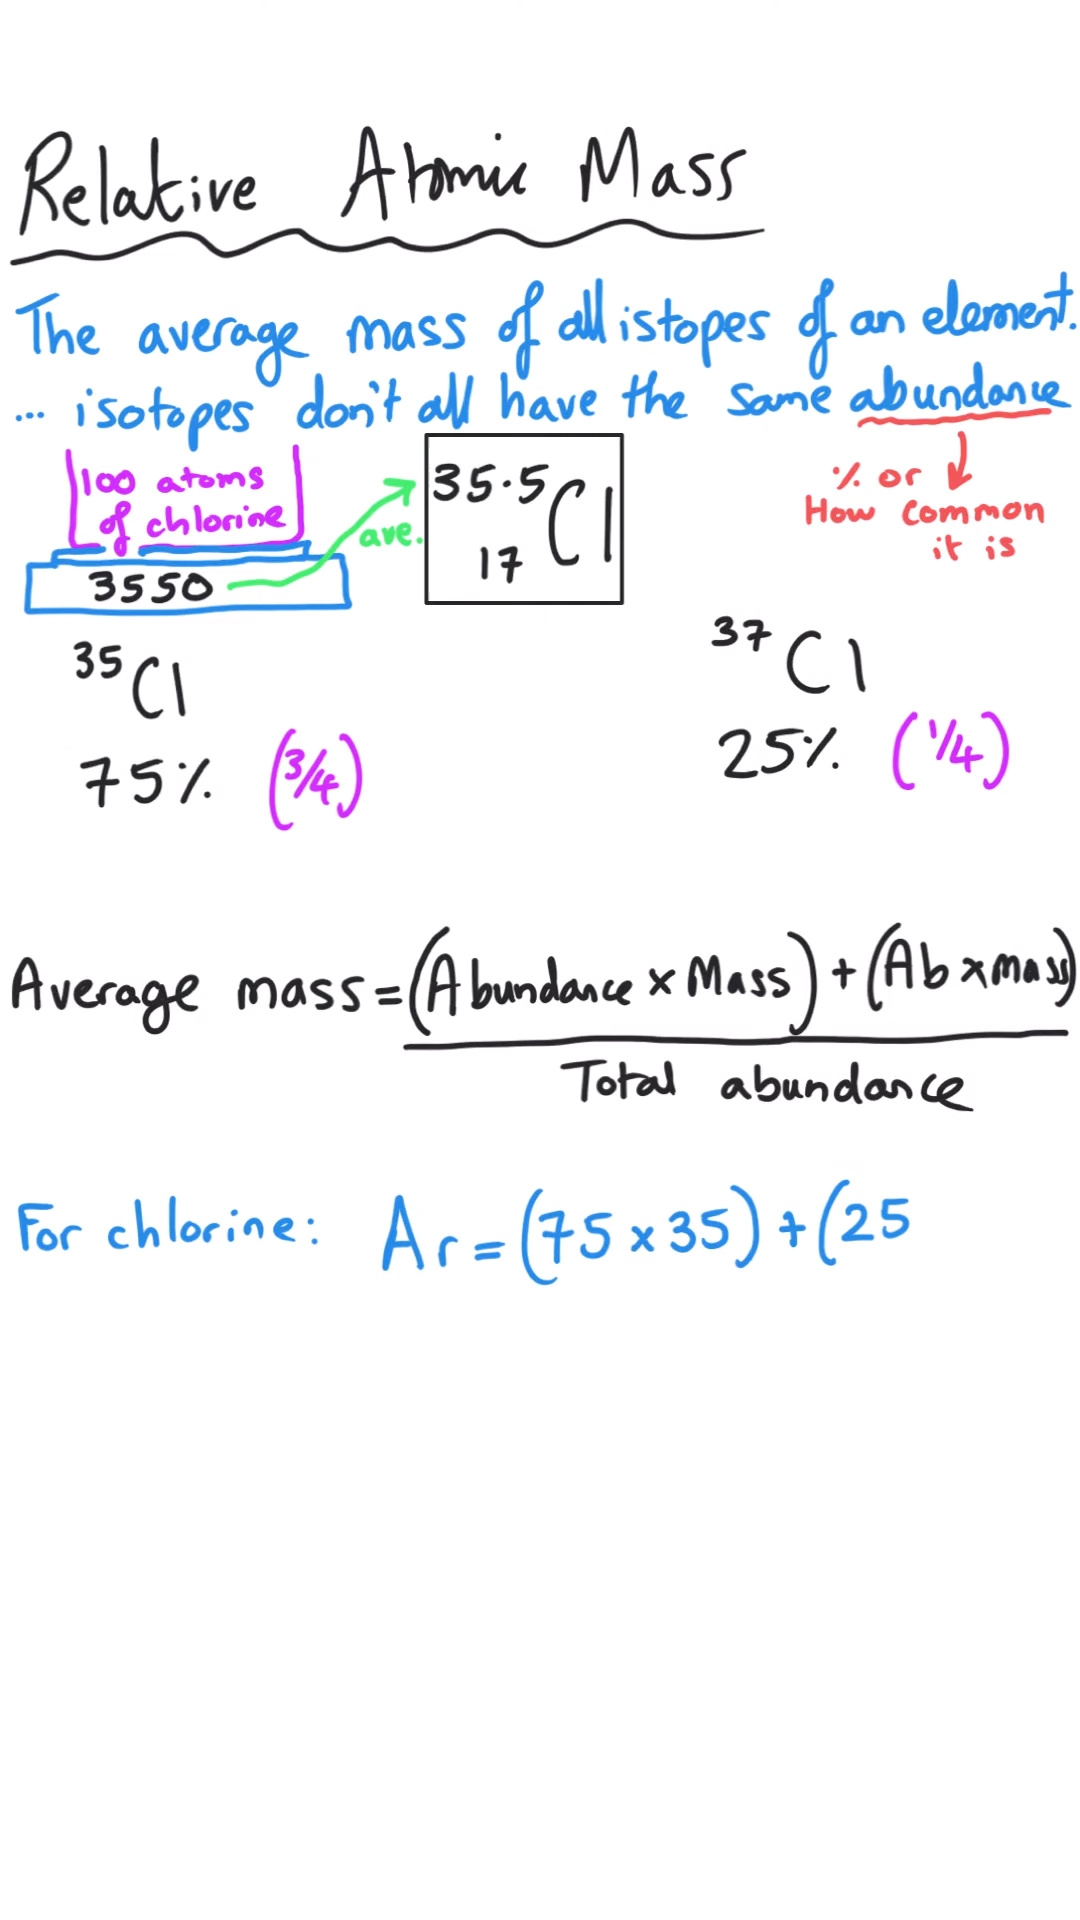 Relative Atomic Mass
The average mass of all istopes of an element.
... isotopes don't all have the same abundance
100 atoms
of chlorine
3550
ave.
35.5
Cl
17
% or
How common
it is
35Cl
75% (3/4)
37Cl
25% (1/4)
Average mass = (Abundance x Mass) + (Ab x mass)
Total abundance
For chlorine: Ar = (75 x 35) + (25